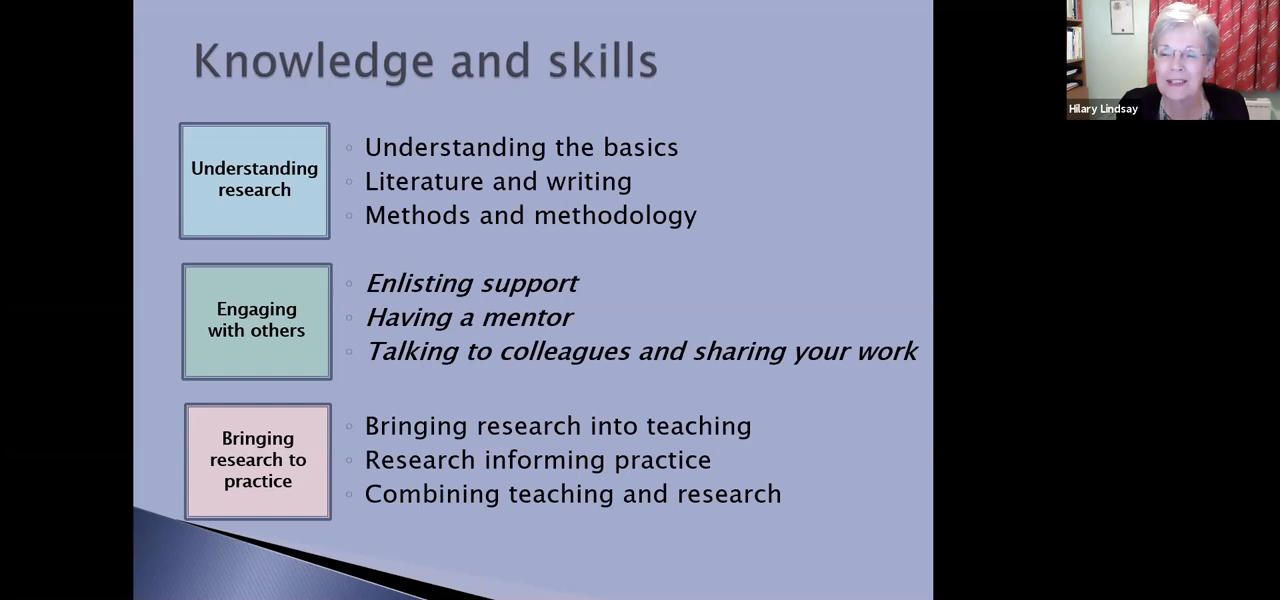 Knowledge and skills
Hilary Lindsay
Understanding
research
Understanding the basics
Literature and writing
Methods and methodology
Engaging
with others
Enlisting support
Having a mentor
Talking to colleagues and sharing your work
Bringing
research to
practice
Bringing research into teaching
Research informing practice
Combining teaching and research